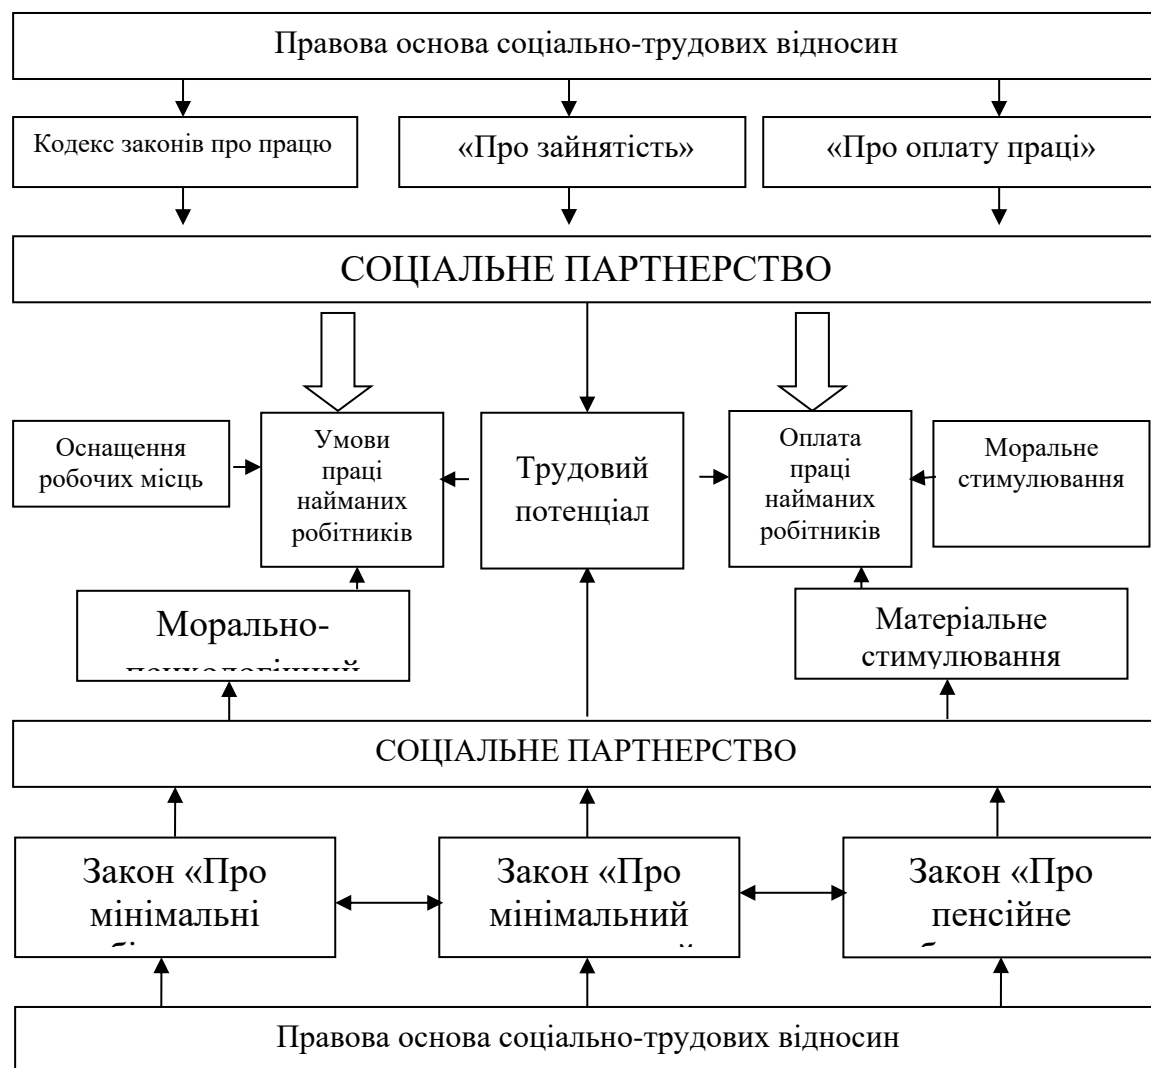 Правова основа соціально-трудових відносин
Кодекс законів про працю
«Про зайнятість»
«Про оплату праці»
СОЦІАЛЬНЕ ПАРТНЕРСТВО
Оснащення
робочих місць
Умови
праці
найманих
робітників
Трудовий
потенціал
Оплата
праці
найманих
робітників
Моральне
стимулювання
Морально-
Матеріальне
стимулювання
СОЦІАЛЬНЕ ПАРТНЕРСТВО
Закон «Про
мінімальні
Закон «Про
мінімальний
Закон «Про
пенсійне
Правова основа соціально-трудових відносин